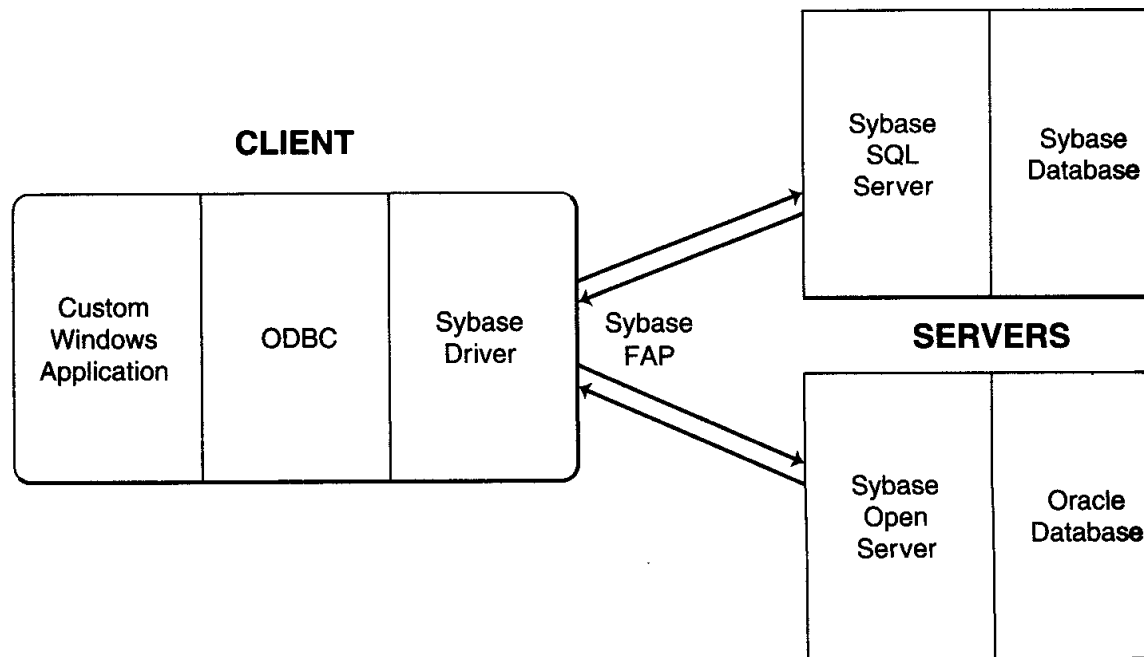 CLIENT
Custom
Windows
Application
ODBC
Sybase
Driver
Sybase
FAP
Sybase
SQL
Server
Sybase
Database
SERVERS
Sybase
Open
Server
Oracle
Database